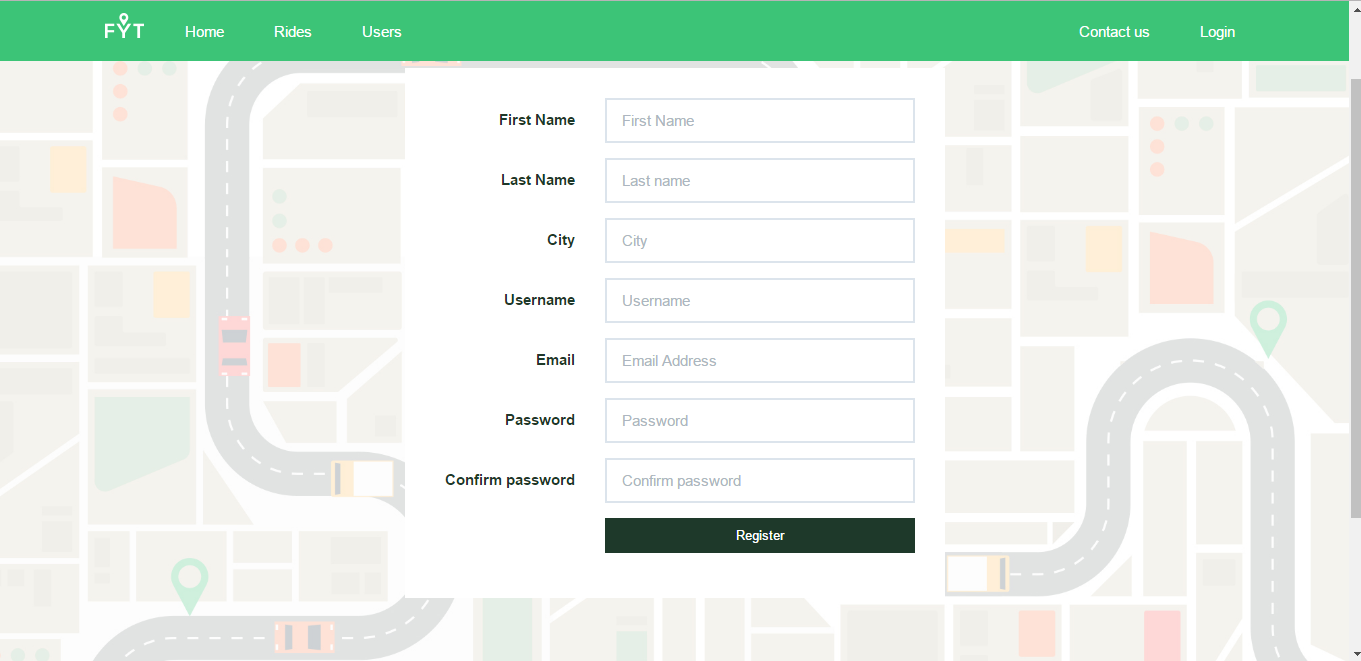 FYT Home Rides Users Contact us Login
First Name First Name
Last Name Last name
City City
Username Username
Email Email Address
Password Password
Confirm password Confirm password
Register